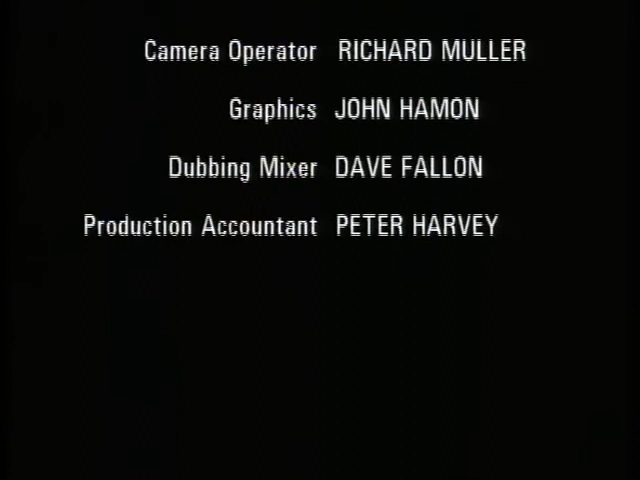 Camera Operator RICHARD MULLER
Graphics JOHN HAMON
Dubbing Mixer DAVE FALLON
Production Accountant PETER HARVEY